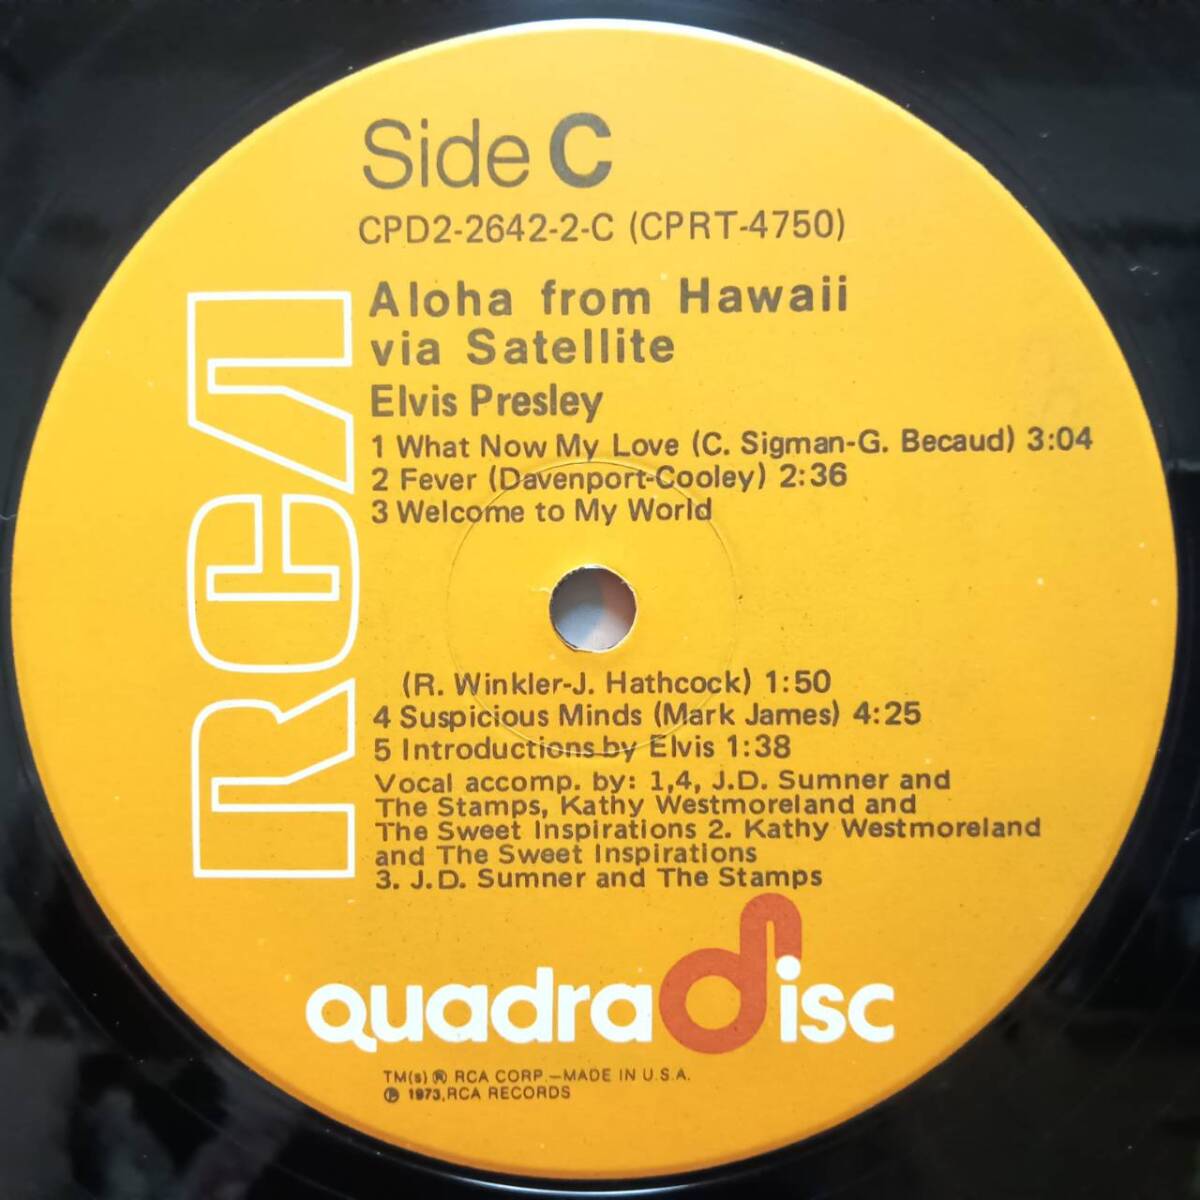 Side C
CPD2-2642-2-C (CPRT-4750)
Aloha from Hawaii
via Satellite
Elvis Presley
1 What Now My Love (C. Sigman-G. Becaud) 3:04
2 Fever (Davenport-Cooley) 2:36
3 Welcome to My World
(R. Winkler-J. Hathcock) 1:50
4 Suspicious Minds (Mark James) 4:25
5 Introductions by Elvis 1:38
Vocal accomp. by: 1,4, J.D. Sumner and
The Stamps, Kathy Westmoreland and
The Sweet Inspirations 2. Kathy Westmoreland
and The Sweet Inspirations
3. J.D. Sumner and The Stamps
RCA
quadradisc
TM(s) ® RCA CORP.—MADE IN U.S.A.
℗ 1973, RCA RECORDS